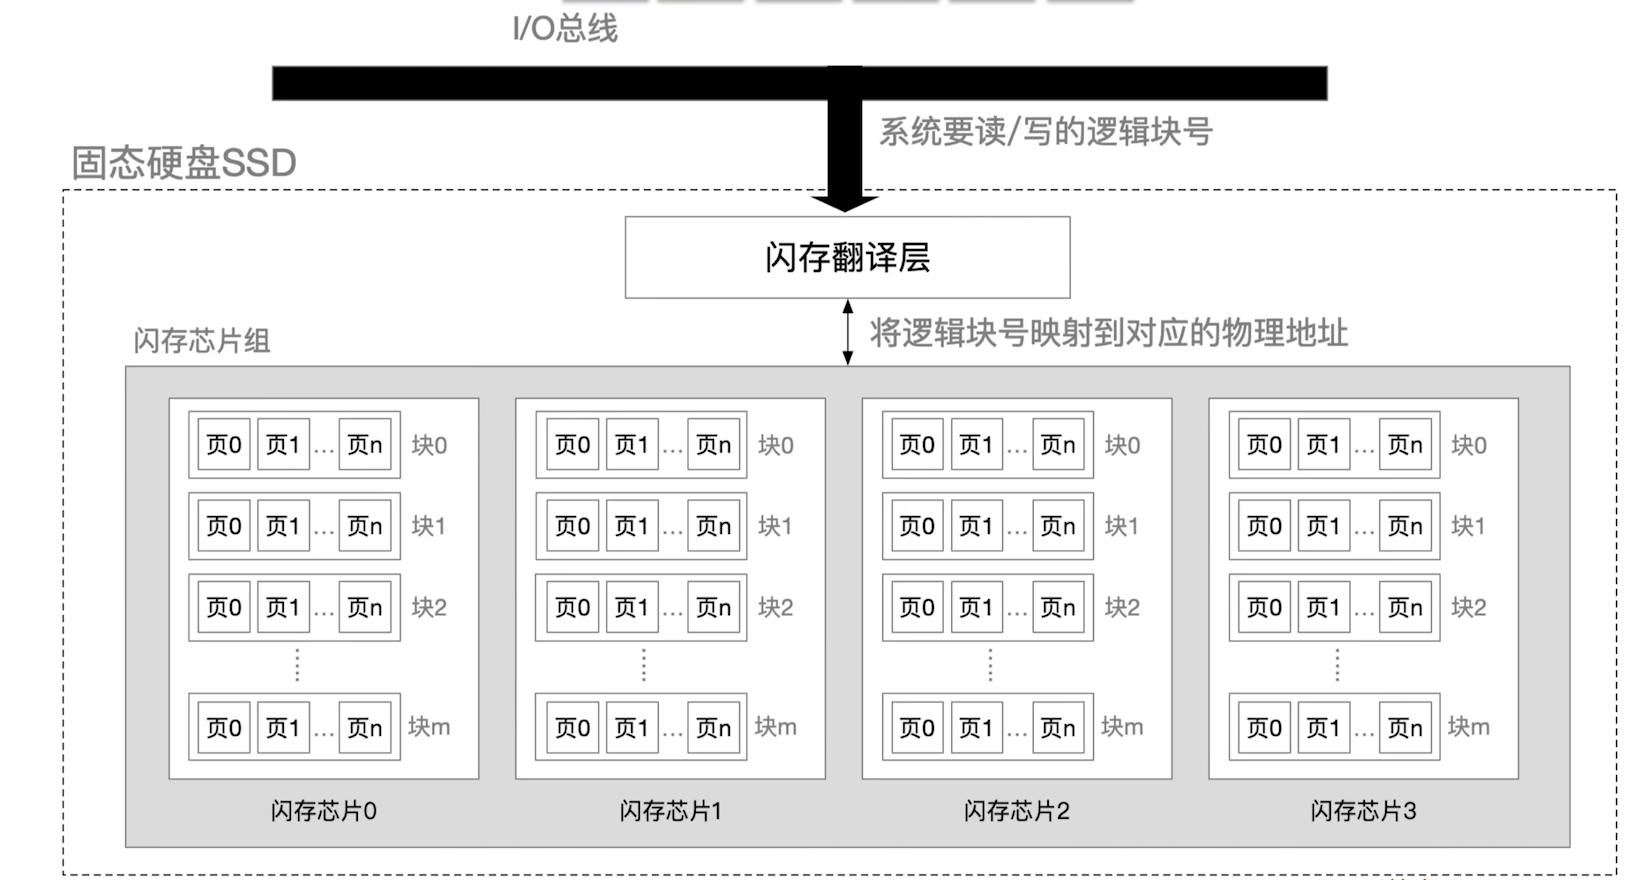 I/O总线
系统要读/写的逻辑块号
固态硬盘SSD
闪存翻译层
将逻辑块号映射到对应的物理地址
闪存芯片组
页0 页1 … 页n 块0 页0 页1 … 页n 块0 页0 页1 … 页n 块0 页0 页1 … 页n 块0
页0 页1 … 页n 块1 页0 页1 … 页n 块1 页0 页1 … 页n 块1 页0 页1 … 页n 块1
页0 页1 … 页n 块2 页0 页1 … 页n 块2 页0 页1 … 页n 块2 页0 页1 … 页n 块2
页0 页1 … 页n 块m 页0 页1 … 页n 块m 页0 页1 … 页n 块m 页0 页1 … 页n 块m
闪存芯片0 闪存芯片1 闪存芯片2 闪存芯片3